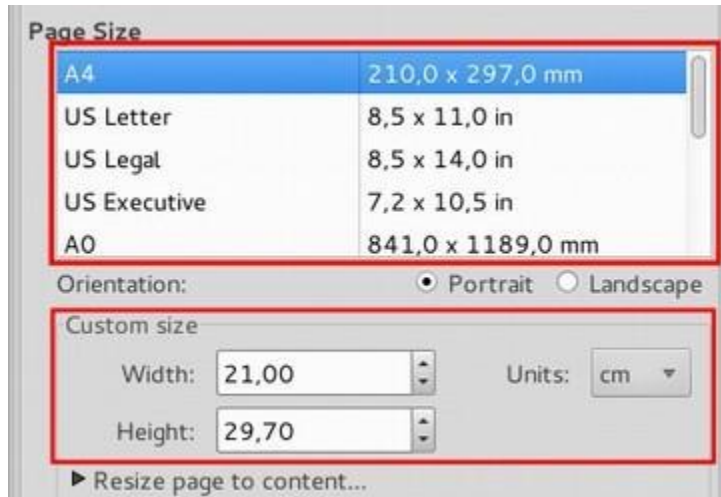 Page Size
A4 210,0 x 297,0 mm
US Letter 8,5 x 11,0 in
US Legal 8,5 x 14,0 in
US Executive 7,2 x 10,5 in
A0 841,0 x 1189,0 mm
Orientation: Portrait Landscape
Custom size
Width: 21,00 Units: cm
Height: 29,70
Resize page to content...